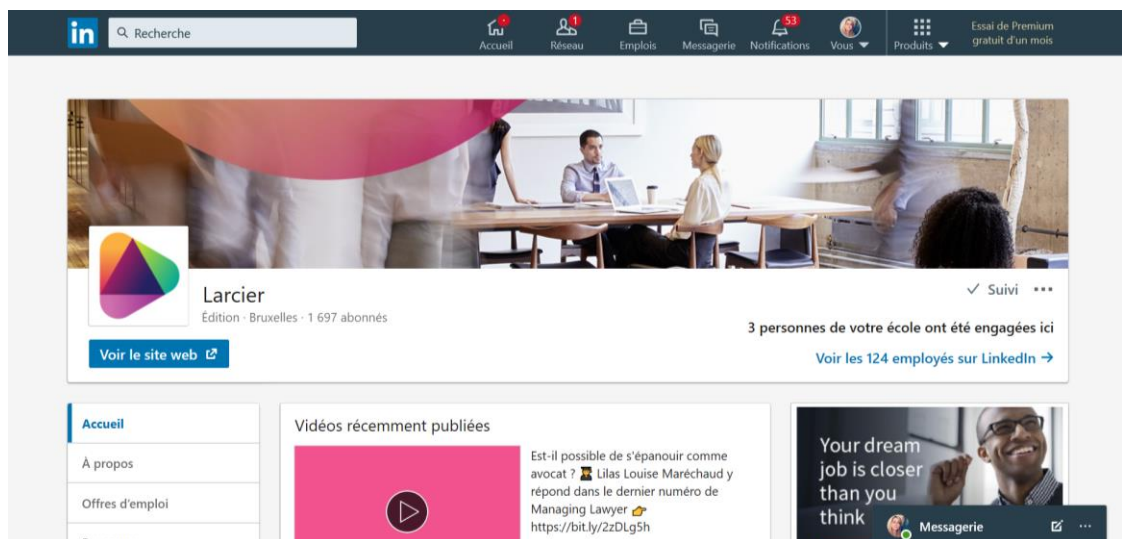 in
Recherche
Accueil
1
Réseau
Emplois
Messagerie
53
Notifications
Vous
Produits
Essai de Premium
gratuit d'un mois
Larcier
Édition · Bruxelles · 1 697 abonnés
Voir le site web
Suivi
3 personnes de votre école ont été engagées ici
Voir les 124 employés sur LinkedIn →
Accueil
À propos
Offres d'emploi
Vidéos récemment publiées
Est-il possible de s'épanouir comme
avocat ? 👩‍🎓 Lilas Louise Maréchaud y
répond dans le dernier numéro de
Managing Lawyer 👉
https://bit.ly/2zDLg5h
Your dream
job is closer
than you
think
Messagerie